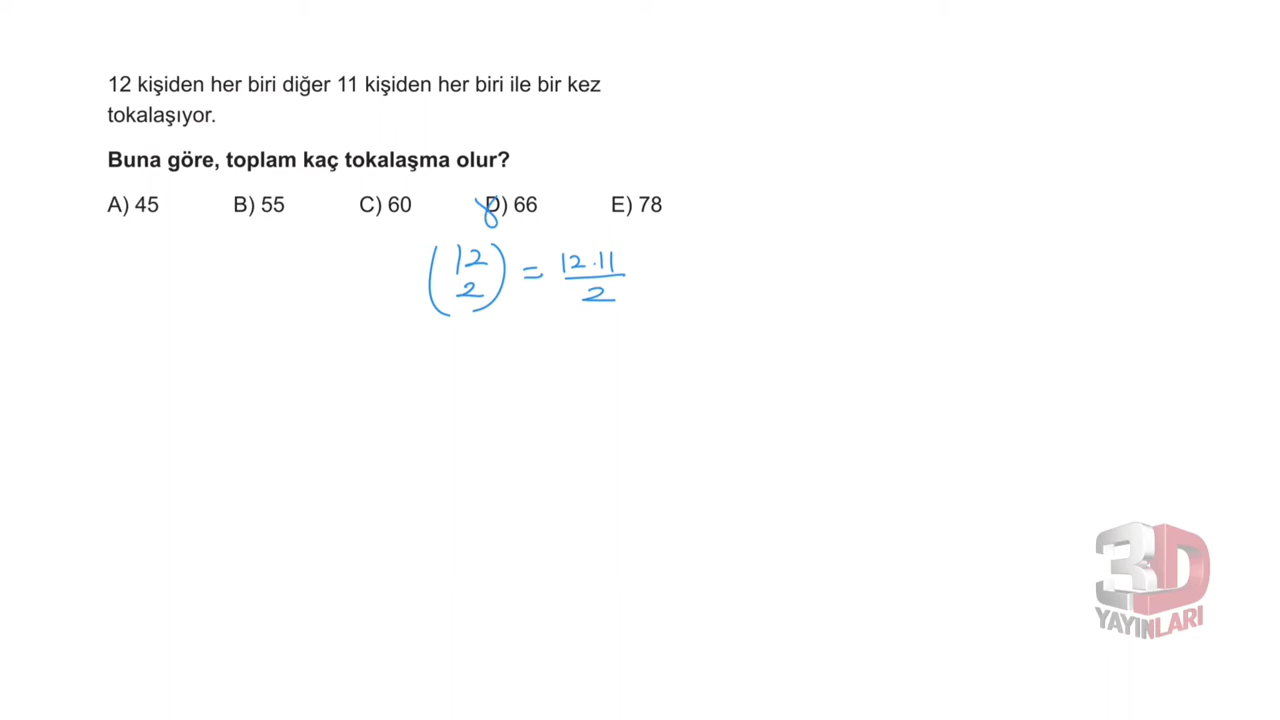 12 kişiden her biri diğer 11 kişiden her biri ile bir kez
tokalaşıyor.
Buna göre, toplam kaç tokalaşma olur?
A) 45 B) 55 C) 60 D) 66 E) 78
(12 2) = 12.11 / 2
3D
YAYINLARI